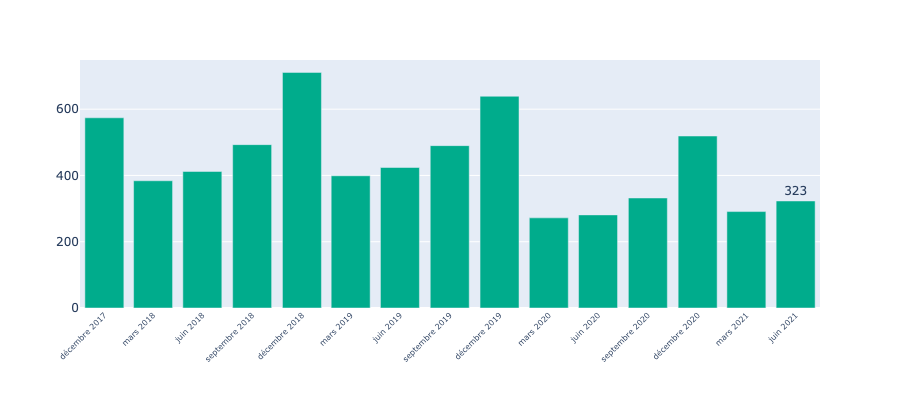 600
400
200
0
323
décembre 2017
mars 2018
juin 2018
septembre 2018
décembre 2018
mars 2019
juin 2019
septembre 2019
décembre 2019
mars 2020
juin 2020
septembre 2020
décembre 2020
mars 2021
juin 2021